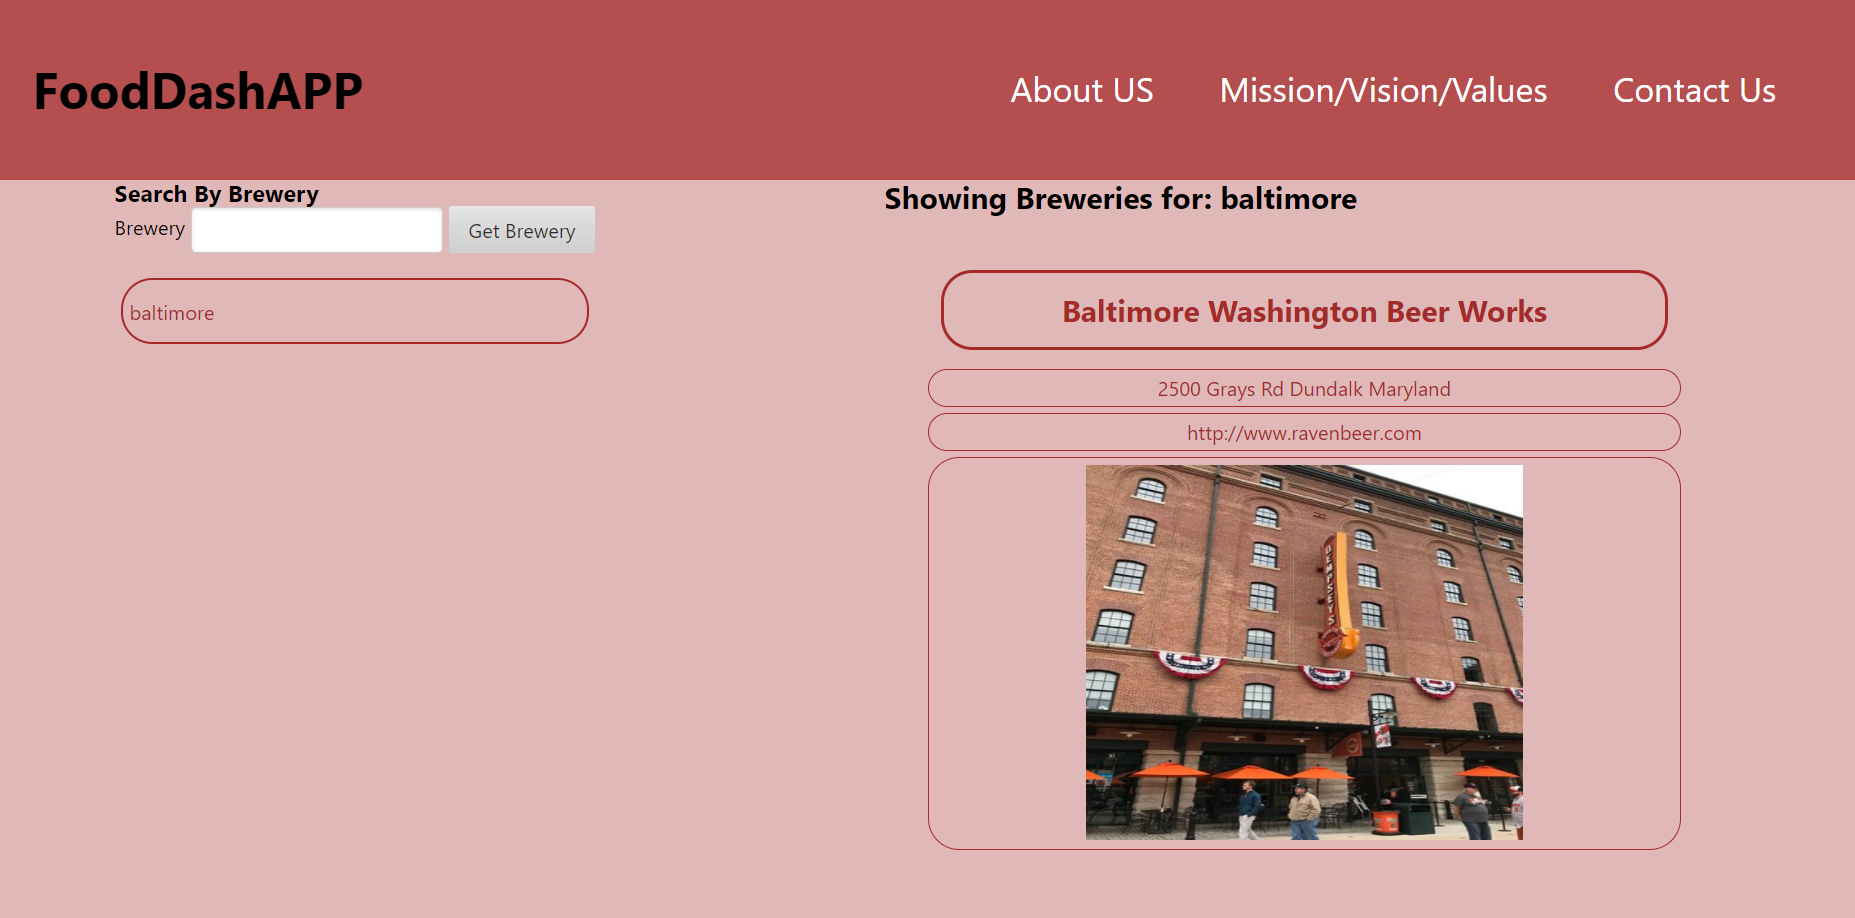 FoodDashAPP
About US Mission/Vision/Values Contact Us
Search By Brewery
Brewery Get Brewery
baltimore
Showing Breweries for: baltimore
Baltimore Washington Beer Works
2500 Grays Rd Dundalk Maryland
http://www.ravenbeer.com
DEMPSEYS